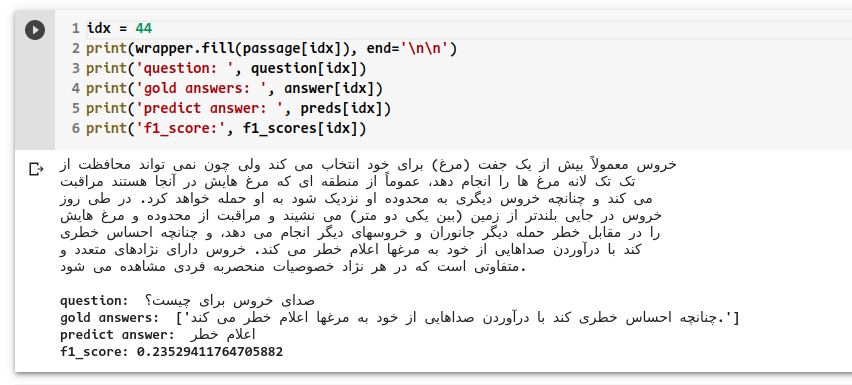 1 idx = 44
2 print(wrapper.fill(passage[idx]), end='\n\n')
3 print('question: ', question[idx])
4 print('gold answers: ', answer[idx])
5 print('predict answer: ', preds[idx])
6 print('f1_score:', f1_scores[idx])
خروس معمولاً بیش از یک جفت (مرغ) برای خود انتخاب می کند ولی چون نمی تواند محافظت از
تک تک لانه مرغ ها را انجام دهد، عموماً از منطقه ای که مرغ هایش در آنجا هستند مراقبت
می کند و چنانچه خروس دیگری به محدوده او نزدیک شود به او حمله خواهد کرد. در طی روز
خروس در جایی بلندتر از زمین (بین یکی دو متر) می نشیند و مراقبت از محدوده و مرغ هایش
را در مقابل خطر حمله دیگر جانوران و خروسهای دیگر انجام می دهد، و چنانچه احساس خطری
کند با درآوردن صداهایی از خود به مرغها اعلام خطر می کند. خروس دارای نژادهای متعدد و
متفاوتی است که در هر نژاد خصوصیات منحصربه فردی مشاهده می شود.
question:  صدای خروس برای چیست؟
gold answers:  ['چنانچه احساس خطری کند با درآوردن صداهایی از خود به مرغها اعلام خطر می کند.']
predict answer:  اعلام خطر
f1_score: 0.23529411764705882